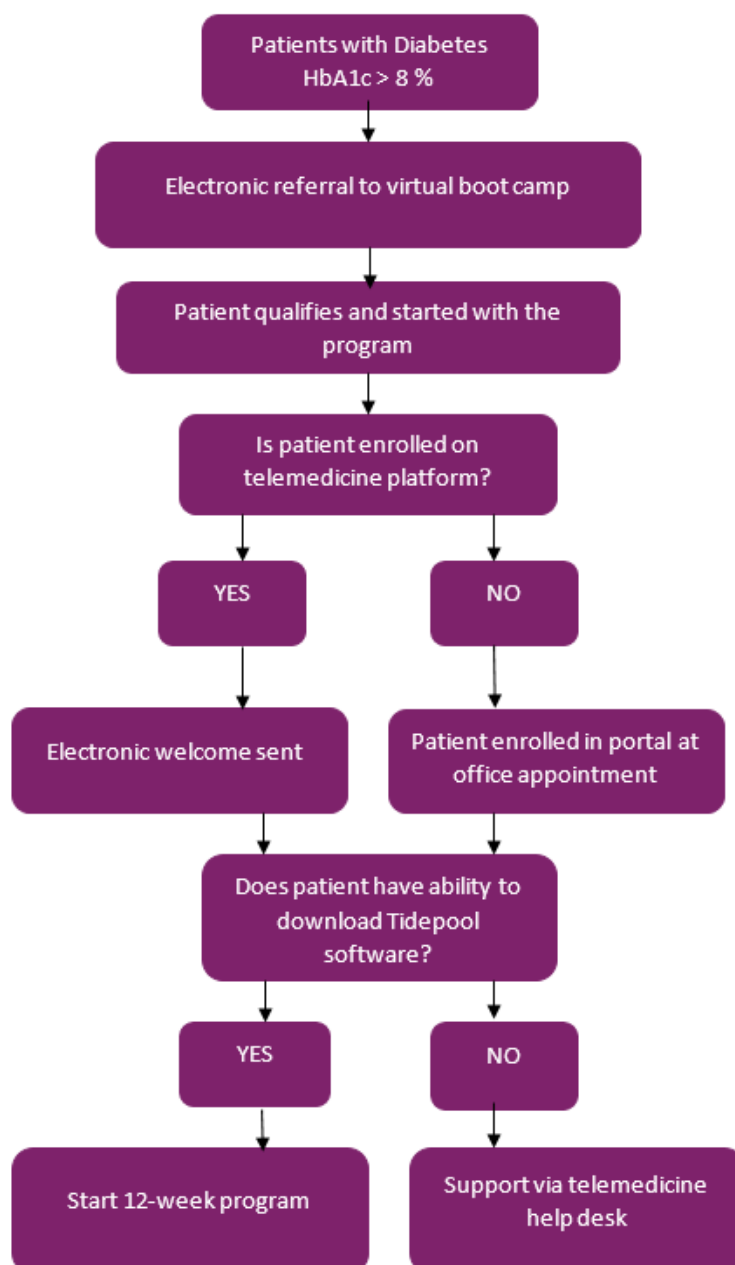 Patients with Diabetes
HbA1c > 8 %
Electronic referral to virtual boot camp
Patient qualifies and started with the
program
Is patient enrolled on
telemedicine platform?
YES
NO
Electronic welcome sent
Patient enrolled in portal at
office appointment
Does patient have ability to
download Tidepool
software?
YES
NO
Start 12-week program
Support via telemedicine
help desk